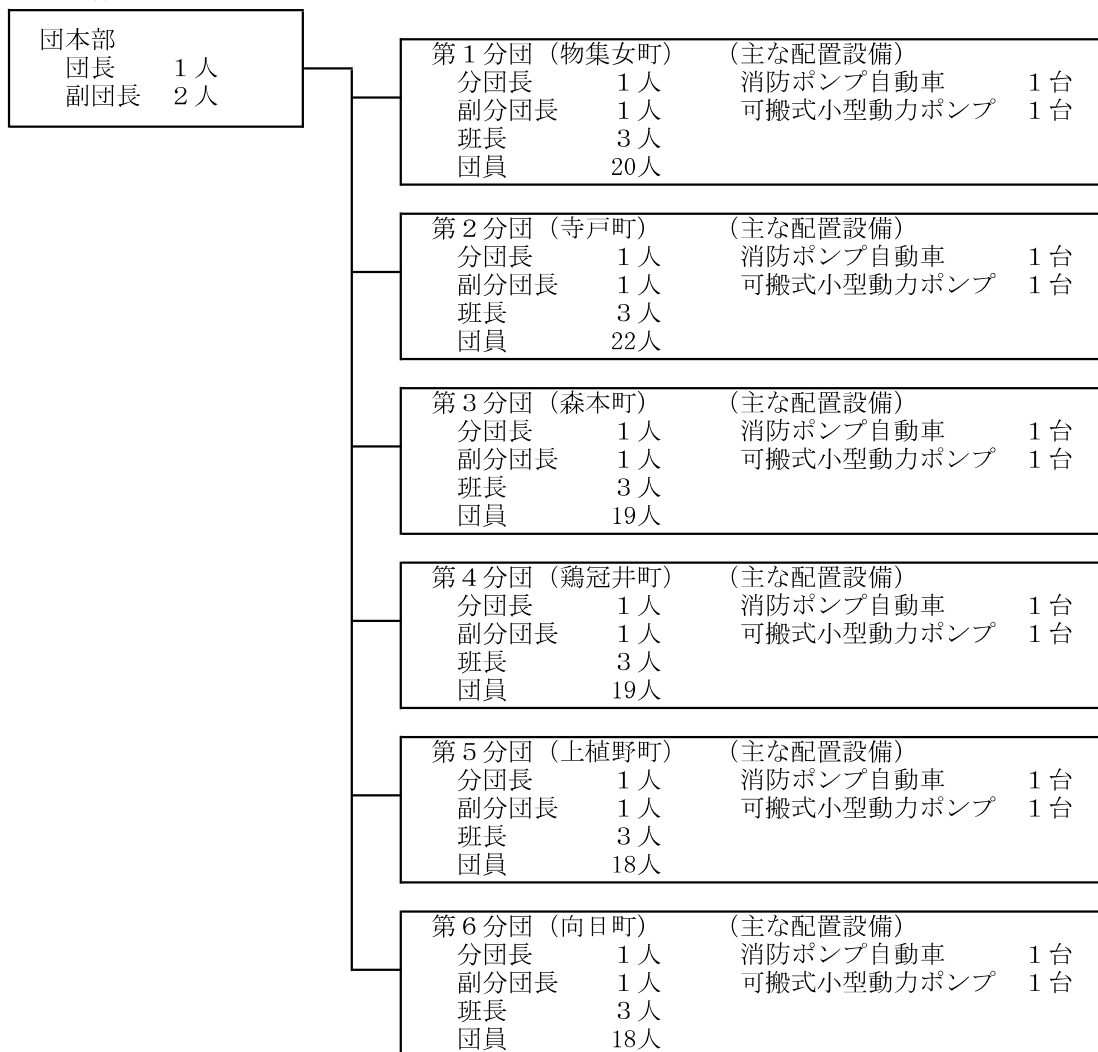 団本部
団長 1人
副団長 2人
第1分団（物集女町） （主な配置設備）
分団長 1人 消防ポンプ自動車 1台
副分団長 1人 可搬式小型動力ポンプ 1台
班長 3人
団員 20人
第2分団（寺戸町） （主な配置設備）
分団長 1人 消防ポンプ自動車 1台
副分団長 1人 可搬式小型動力ポンプ 1台
班長 3人
団員 22人
第3分団（森本町） （主な配置設備）
分団長 1人 消防ポンプ自動車 1台
副分団長 1人 可搬式小型動力ポンプ 1台
班長 3人
団員 19人
第4分団（鶏冠井町） （主な配置設備）
分団長 1人 消防ポンプ自動車 1台
副分団長 1人 可搬式小型動力ポンプ 1台
班長 3人
団員 19人
第5分団（上植野町） （主な配置設備）
分団長 1人 消防ポンプ自動車 1台
副分団長 1人 可搬式小型動力ポンプ 1台
班長 3人
団員 18人
第6分団（向日町） （主な配置設備）
分団長 1人 消防ポンプ自動車 1台
副分団長 1人 可搬式小型動力ポンプ 1台
班長 3人
団員 18人